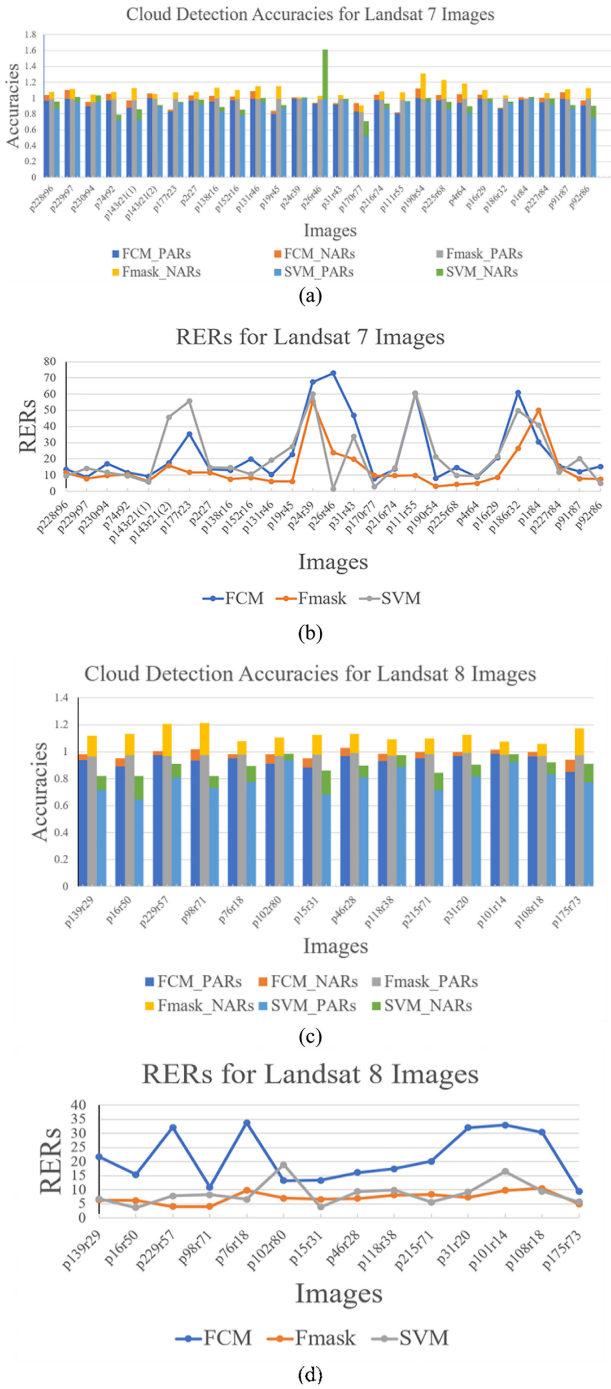 Cloud Detection Accuracies for Landsat 7 Images
Accuracies
1.8
1.6
1.4
1.2
1
0.8
0.6
0.4
0.2
0
p228r96 p229r97 p230r94 p74r92 p143r21(1) p143r21(2) p177r23 p2r27 p138r16 p152r16 p131r46 p19r45 p24r39 p26r46 p31r43 p170r77 p216r74 p111r55 p190r54 p225r68 p4r64 p16r29 p186r32 p1r84 p227r84 p91r87 p92r86
Images
FCM_PARs FCM_NARs Fmask_PARs
Fmask_NARs SVM_PARs SVM_NARs
(a)
RERs for Landsat 7 Images
RERs
80
70
60
50
40
30
20
10
0
p228r96 p229r97 p230r94 p74r92 p143r21(1) p143r21(2) p177r23 p2r27 p138r16 p152r16 p131r46 p19r45 p24r39 p26r46 p31r43 p170r77 p216r74 p111r55 p190r54 p225r68 p4r64 p16r29 p186r32 p1r84 p227r84 p91r87 p92r86
Images
FCM Fmask SVM
(b)
Cloud Detection Accuracies for Landsat 8 Images
Accuracies
1.4
1.2
1
0.8
0.6
0.4
0.2
0
p139r29 p16r50 p229r57 p98r71 p76r18 p102r80 p15r31 p46r28 p118r38 p215r71 p31r20 p101r14 p108r18 p175r73
Images
FCM_PARs FCM_NARs Fmask_PARs
Fmask_NARs SVM_PARs SVM_NARs
(c)
RERs for Landsat 8 Images
RERs
40
35
30
25
20
15
10
5
0
p139r29 p16r50 p229r57 p98r71 p76r18 p102r80 p15r31 p46r28 p118r38 p215r71 p31r20 p101r14 p108r18 p175r73
Images
FCM Fmask SVM
(d)